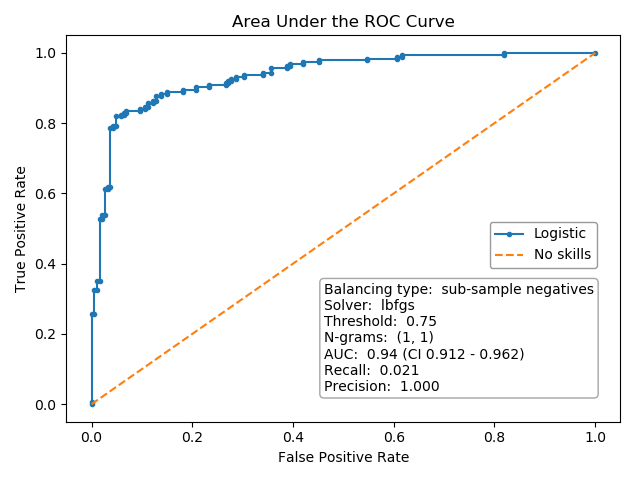 Area Under the ROC Curve
True Positive Rate
1.0
0.8
0.6
0.4
0.2
0.0
Logistic
No skills
Balancing type:  sub-sample negatives
Solver:  lbfgs
Threshold:  0.75
N-grams:  (1, 1)
AUC:  0.94 (CI 0.912 - 0.962)
Recall:  0.021
Precision:  1.000
0.0 0.2 0.4 0.6 0.8 1.0
False Positive Rate